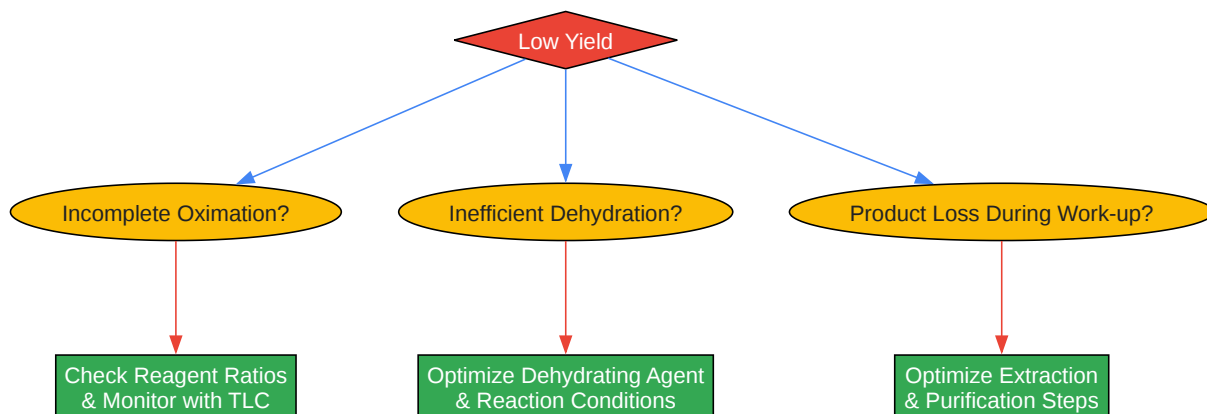 Low Yield
Incomplete Oximation?
Inefficient Dehydration?
Product Loss During Work-up?
Check Reagent Ratios
& Monitor with TLC
Optimize Dehydrating Agent
& Reaction Conditions
Optimize Extraction
& Purification Steps